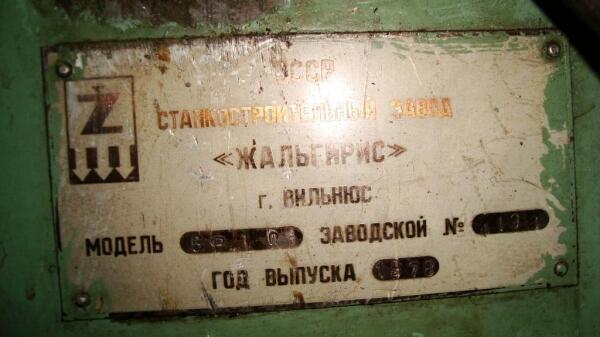 СССР
Z
СТАНКОСТРОИТЕЛЬНЫЙ ЗАВОД
«ЖАЛЬГИРИС»
г. ВИЛЬНЮС
МОДЕЛЬ ЗАВОДСКОЙ №
ГОД ВЫПУСКА